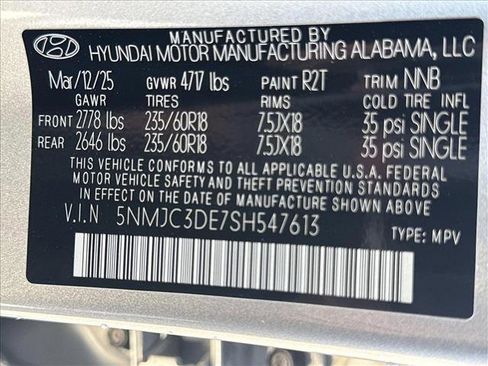 MANUFACTURED BY
HYUNDAI MOTOR MANUFACTURING ALABAMA, LLC
Mar/12/25 GVWR 4717 lbs PAINT R2T TRIM NNB
GAWR TIRES RIMS COLD TIRE INFL
FRONT 2778 lbs 235/60R18 7.5JX18 35 psi SINGLE
REAR 2646 lbs 235/60R18 7.5JX18 35 psi SINGLE
THIS VEHICLE CONFORMS TO ALL APPLICABLE U.S.A. FEDERAL
MOTOR VEHICLE SAFETY, BUMPER, AND THEFT PREVENTION STANDARDS
IN EFFECT ON THE DATE OF MANUFACTURE SHOWN ABOVE
V.I.N 5NMJC3DE7SH547613
TYPE: MPV